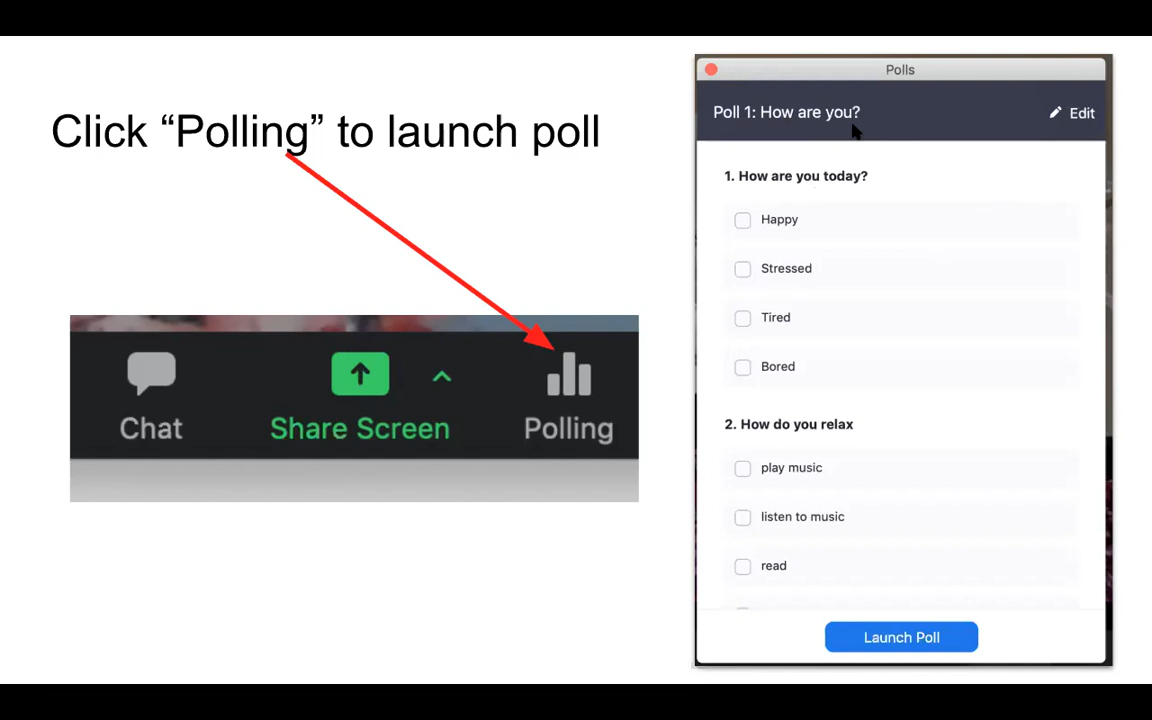 Click “Polling” to launch poll
Chat
Share Screen
Polling
Polls
Poll 1: How are you?
Edit
1. How are you today?
Happy
Stressed
Tired
Bored
2. How do you relax
play music
listen to music
read
Launch Poll